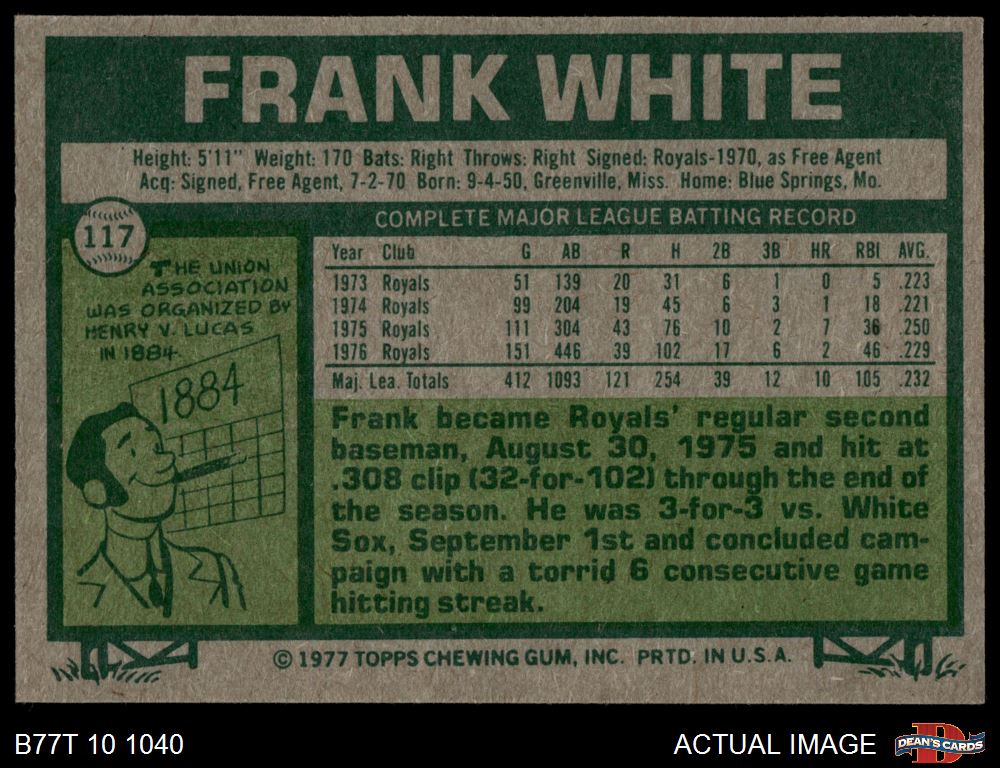 FRANK WHITE
Height: 5'11" Weight: 170 Bats: Right Throws: Right Signed: Royals-1970, as Free Agent
Acq: Signed, Free Agent, 7-2-70 Born: 9-4-50, Greenville, Miss. Home: Blue Springs, Mo.
117
THE UNION
ASSOCIATION
WAS ORGANIZED BY
HENRY V. LUCAS
IN 1884.
1884
COMPLETE MAJOR LEAGUE BATTING RECORD
Year Club G AB R H 2B 3B HR RBI AVG.
1973 Royals 51 139 20 31 6 1 0 5 .223
1974 Royals 99 204 19 45 6 3 1 18 .221
1975 Royals 111 304 43 76 10 2 7 36 .250
1976 Royals 151 446 39 102 17 6 2 46 .229
Maj. Lea. Totals 412 1093 121 254 39 12 10 105 .232
Frank became Royals' regular second
baseman, August 30, 1975 and hit at
.308 clip (32-for-102) through the end of
the season. He was 3-for-3 vs. White
Sox, September 1st and concluded cam-
paign with a torrid 6 consecutive game
hitting streak.
© 1977 TOPPS CHEWING GUM, INC. PRTD. IN U.S.A.
B77T 10 1040
ACTUAL IMAGE
D
DEAN'S CARDS